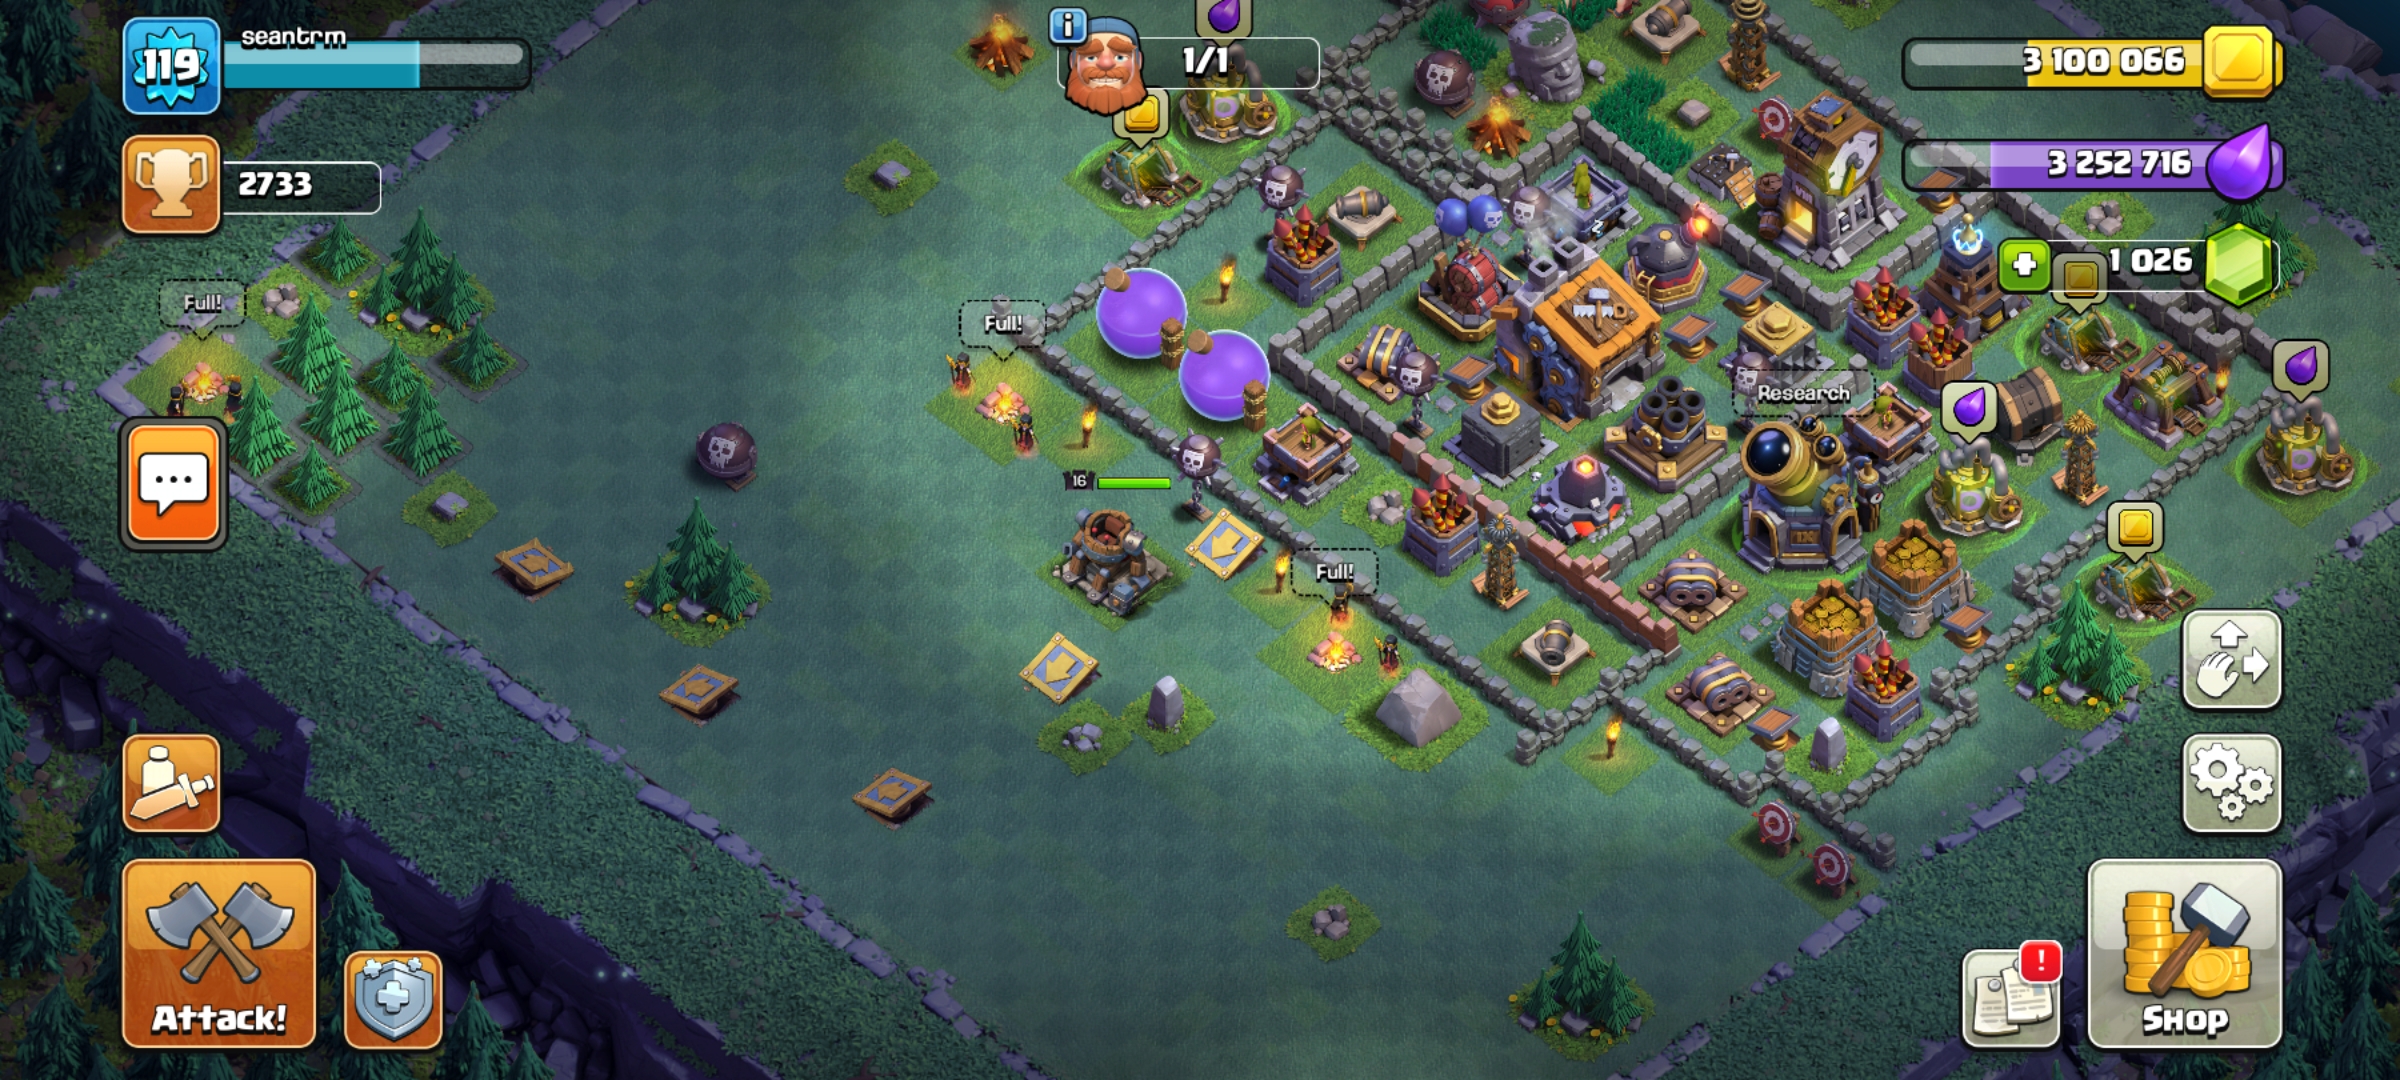 119
seantrm
i
1/1
3 100 066
2733
3 252 716
1 026
Full!
Full!
Research
16
Full!
IX
Attack!
!
Shop